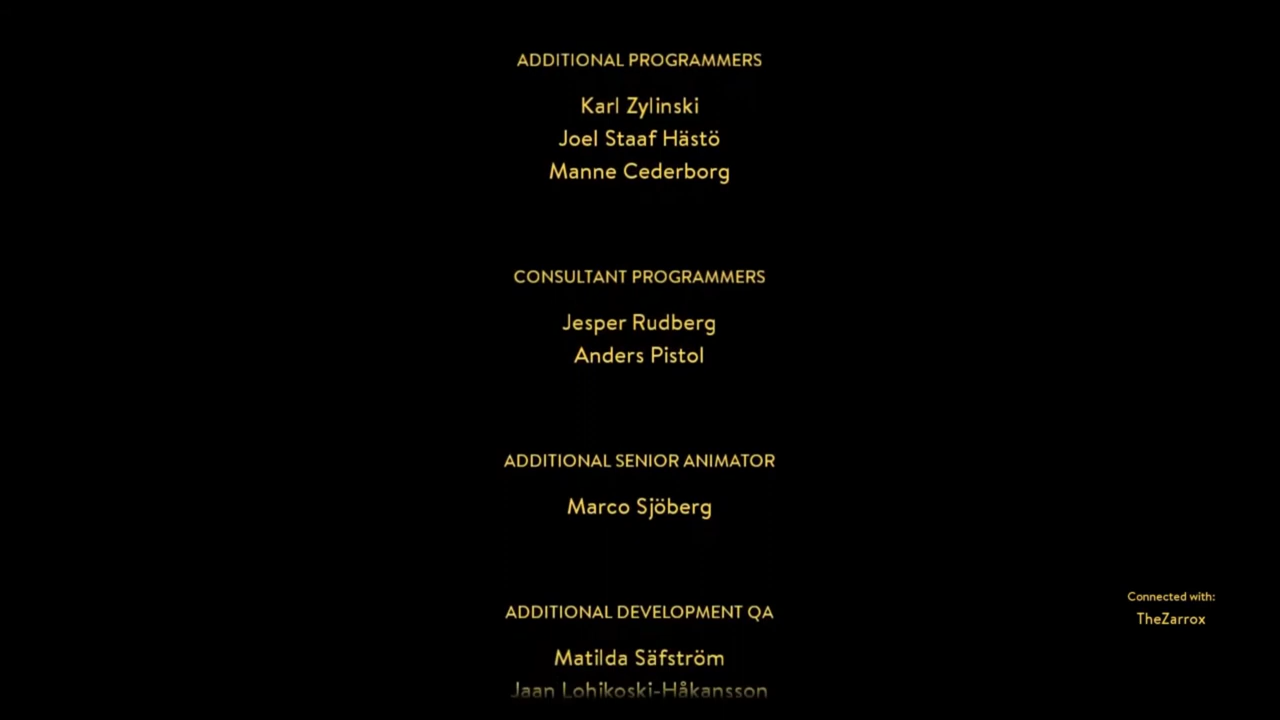 ADDITIONAL PROGRAMMERS
Karl Zylinski
Joel Staaf Hästö
Manne Cederborg
CONSULTANT PROGRAMMERS
Jesper Rudberg
Anders Pistol
ADDITIONAL SENIOR ANIMATOR
Marco Sjöberg
ADDITIONAL DEVELOPMENT QA
Matilda Säfström
Jaan Lohikoski-Håkansson
Connected with:
TheZarrox